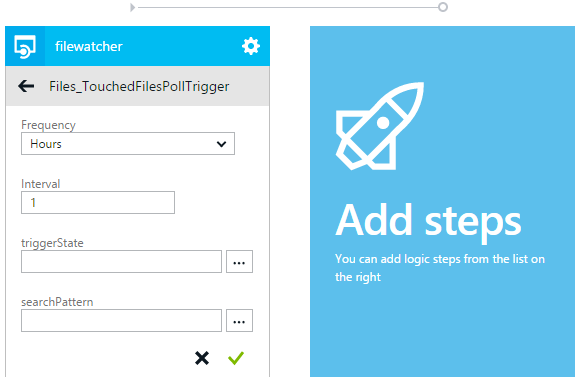 filewatcher
Files_TouchedFilesPollTrigger
Frequency
Hours
Interval
1
triggerState
...
searchPattern
...
Add steps
You can add logic steps from the list on
the right